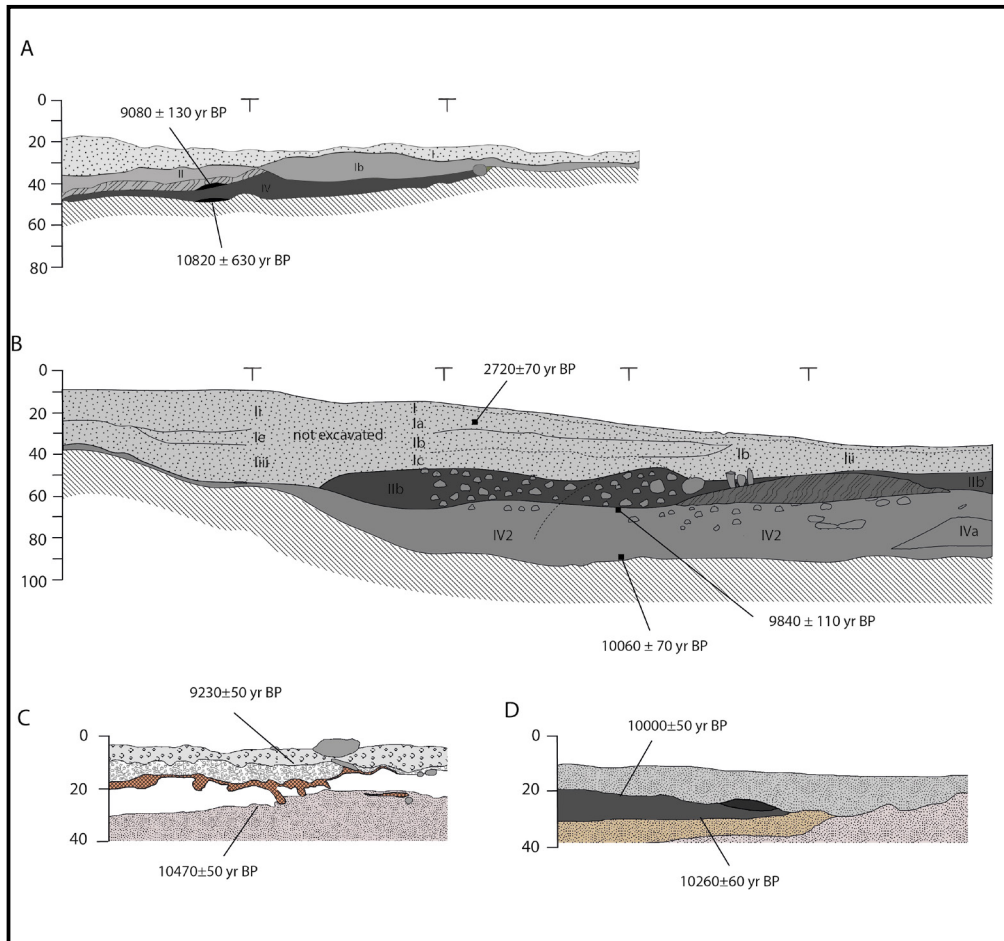 A
0
20
40
60
80
9080 ± 130 yr BP
I
Ib
II
IV
10820 ± 630 yr BP
B
0
20
40
60
80
100
2720±70 yr BP
Ii
Ie
Iiii
not excavated
I
Ia
Ib
Ic
Ib
Iii
IIb
IIb'
IV2
IV2
IVa
9840 ± 110 yr BP
10060 ± 70 yr BP
C
0
20
40
9230±50 yr BP
10470±50 yr BP
D
0
20
40
10000±50 yr BP
10260±60 yr BP